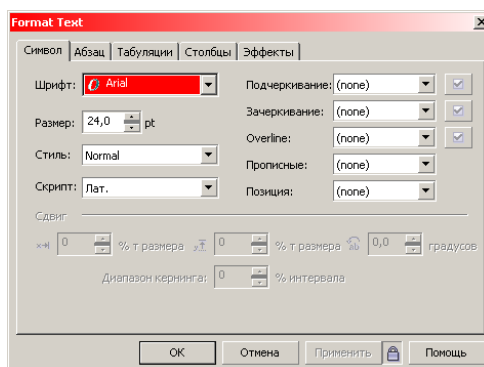 Format Text
Символ Абзац Табуляции Столбцы Эффекты
Шрифт: Arial Подчеркивание: (none)
Размер: 24,0 pt Зачеркивание: (none)
Overline: (none)
Стиль: Normal Прописные: (none)
Скрипт: Лат. Позиция: (none)
Сдвиг
0 % т размера 0 % т размера 0,0 градусов
Диапазон кернинга: 0 % интервала
OK Отмена Применить Помощь